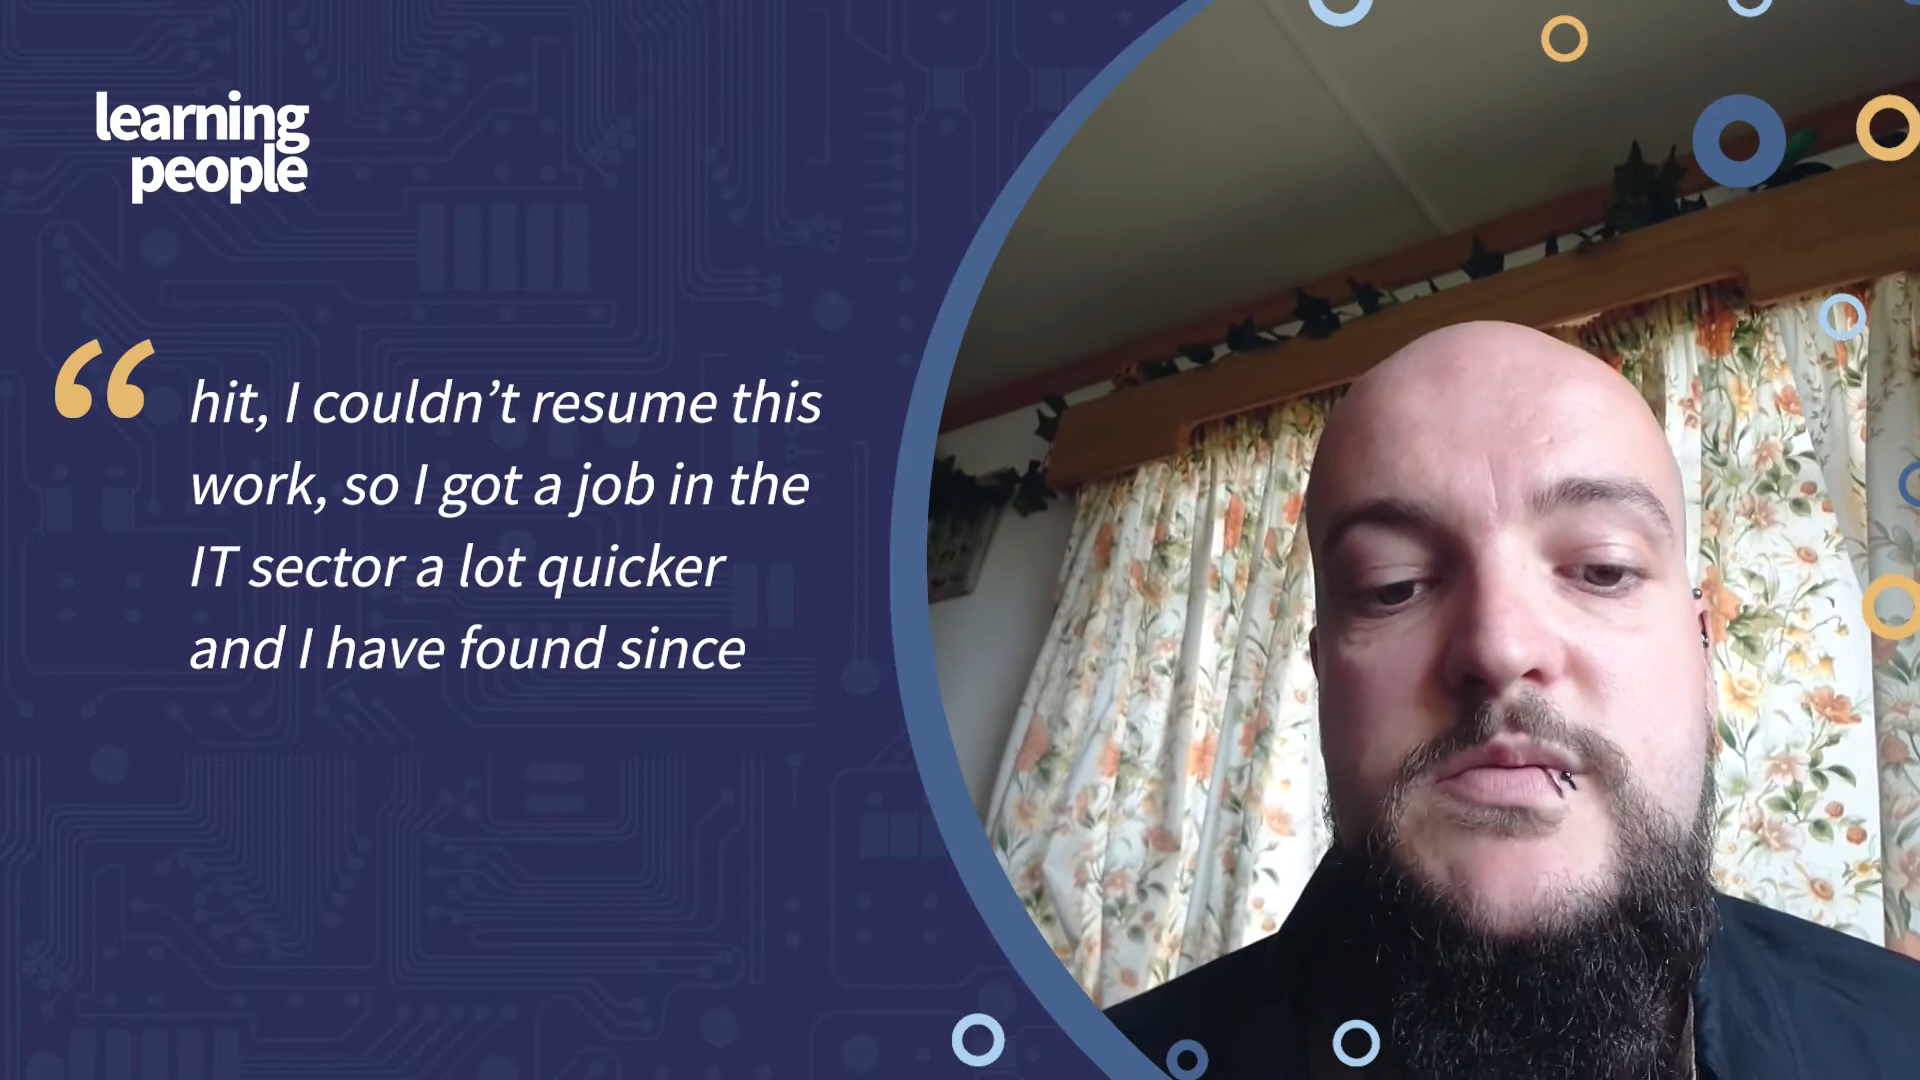 learning
people
“ hit, I couldn’t resume this
work, so I got a job in the
IT sector a lot quicker
and I have found since